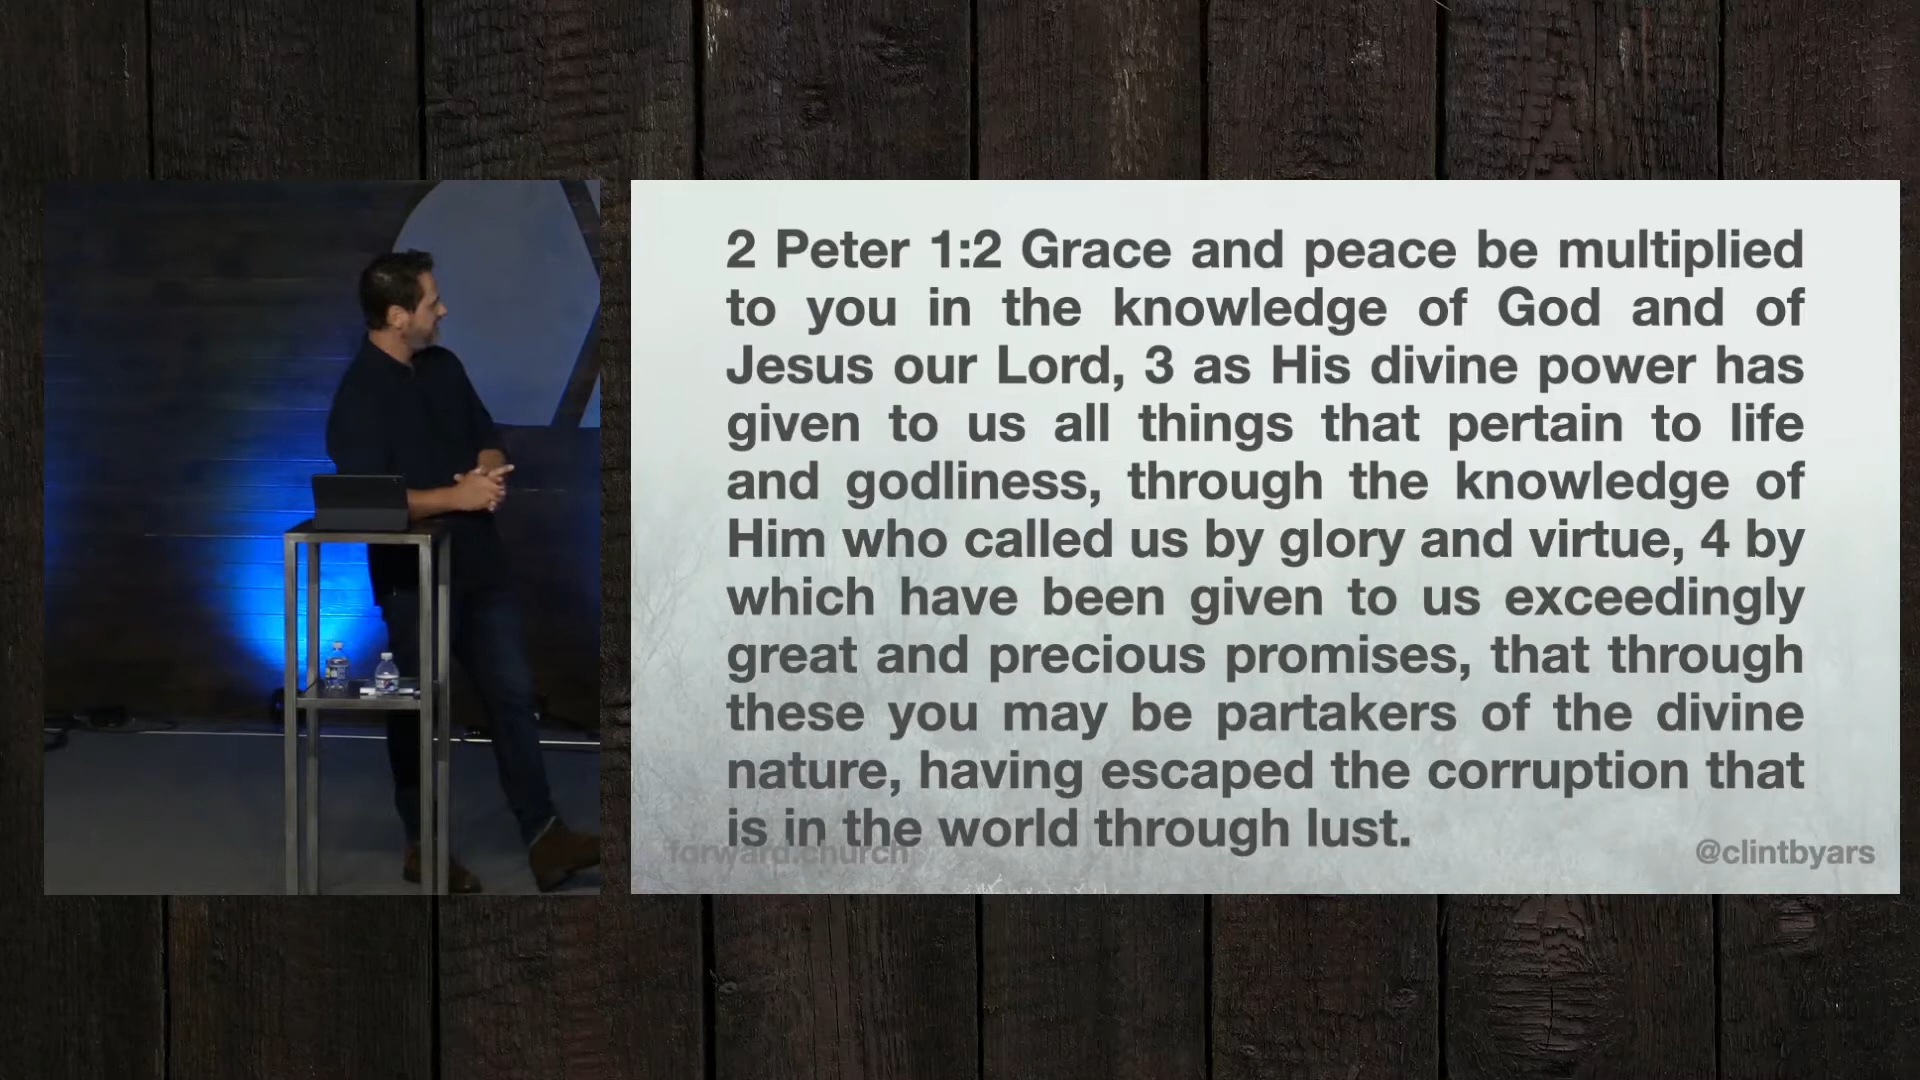 2 Peter 1:2 Grace and peace be multiplied
to you in the knowledge of God and of
Jesus our Lord, 3 as His divine power has
given to us all things that pertain to life
and godliness, through the knowledge of
Him who called us by glory and virtue, 4 by
which have been given to us exceedingly
great and precious promises, that through
these you may be partakers of the divine
nature, having escaped the corruption that
is in the world through lust.
forward.church
@clintbyars